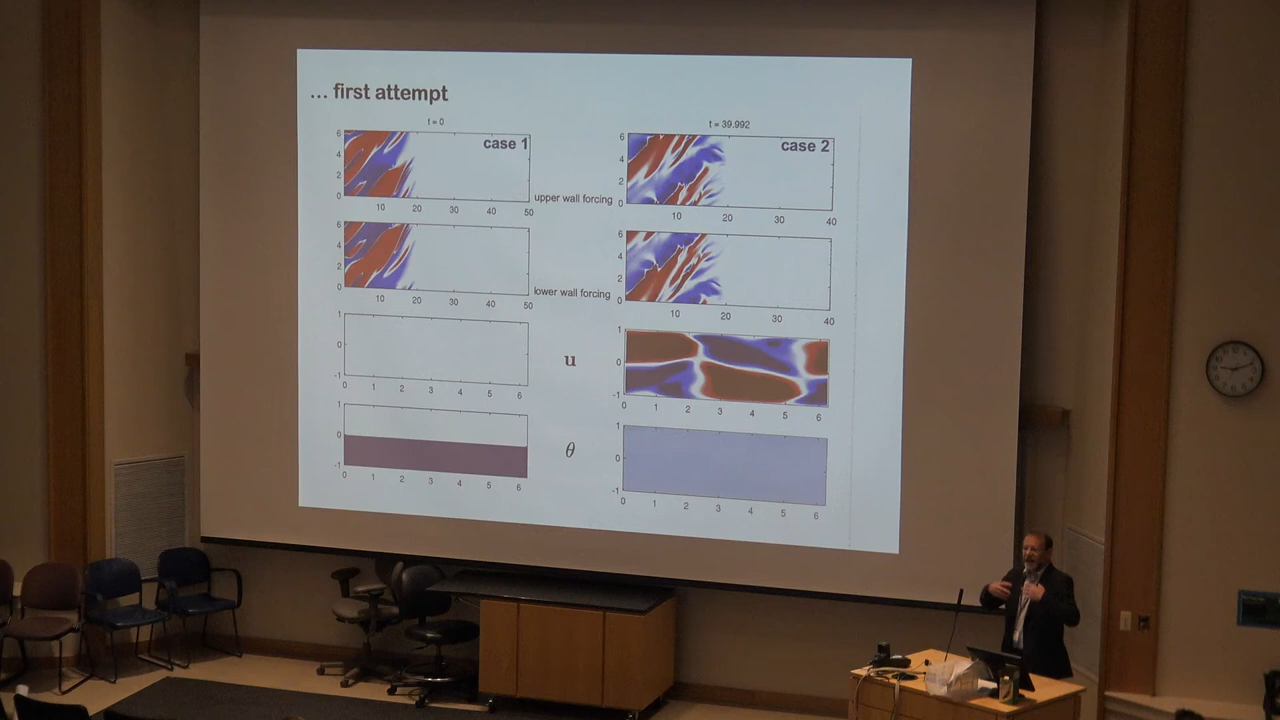 ... first attempt
t = 0
t = 39.992
6
4
2
0
case 1
10 20 30 40 50
upper wall forcing
6
4
2
0
case 2
10 20 30 40
6
4
2
0
10 20 30 40 50
lower wall forcing
6
4
2
0
10 20 30 40
1
0
-1
0 1 2 3 4 5 6
u
1
0
-1
0 1 2 3 4 5 6
1
0
-1
0 1 2 3 4 5 6
θ
1
0
-1
0 1 2 3 4 5 6